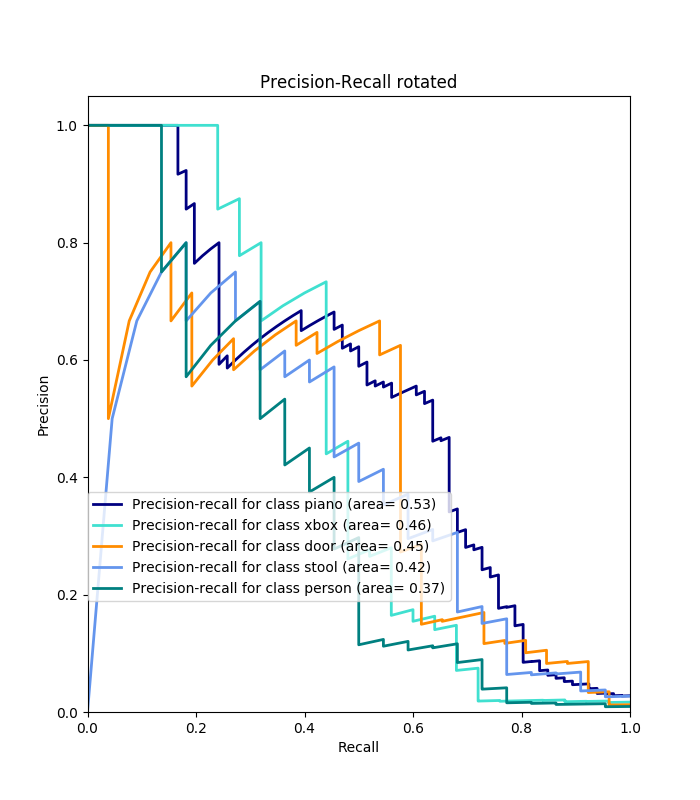 Precision-Recall rotated
Precision
1.0
0.8
0.6
0.4
0.2
0.0
Precision-recall for class piano (area= 0.53)
Precision-recall for class xbox (area= 0.46)
Precision-recall for class door (area= 0.45)
Precision-recall for class stool (area= 0.42)
Precision-recall for class person (area= 0.37)
0.0 0.2 0.4 0.6 0.8 1.0
Recall